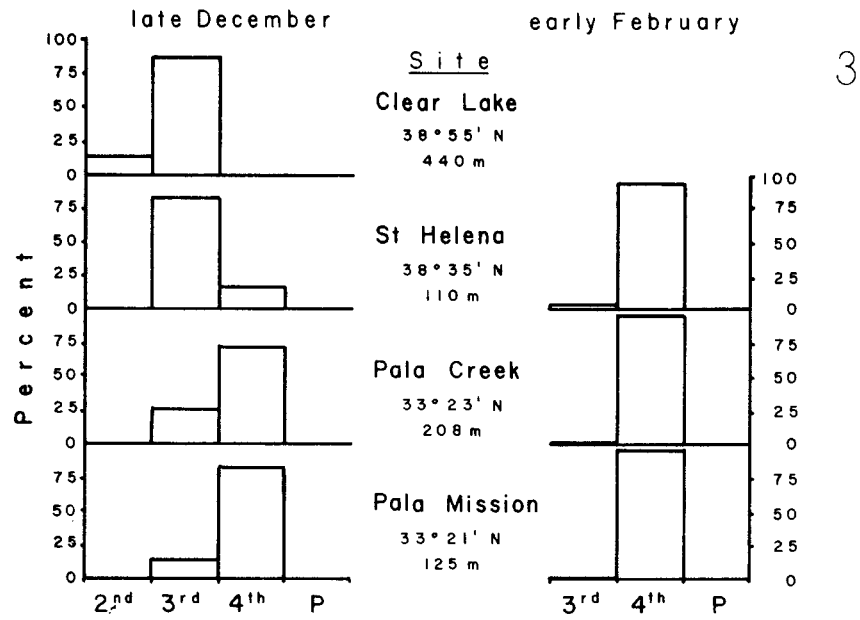 late December
early February
3
Site
Clear Lake
38°55' N
440 m
St Helena
38°35' N
110 m
Pala Creek
33°23' N
208 m
Pala Mission
33°21' N
125 m
Percent
100
75
50
25
0
75
50
25
0
75
50
25
0
75
50
25
0
2nd 3rd 4th P
100
75
50
25
0
75
50
25
0
75
50
25
0
3rd 4th P